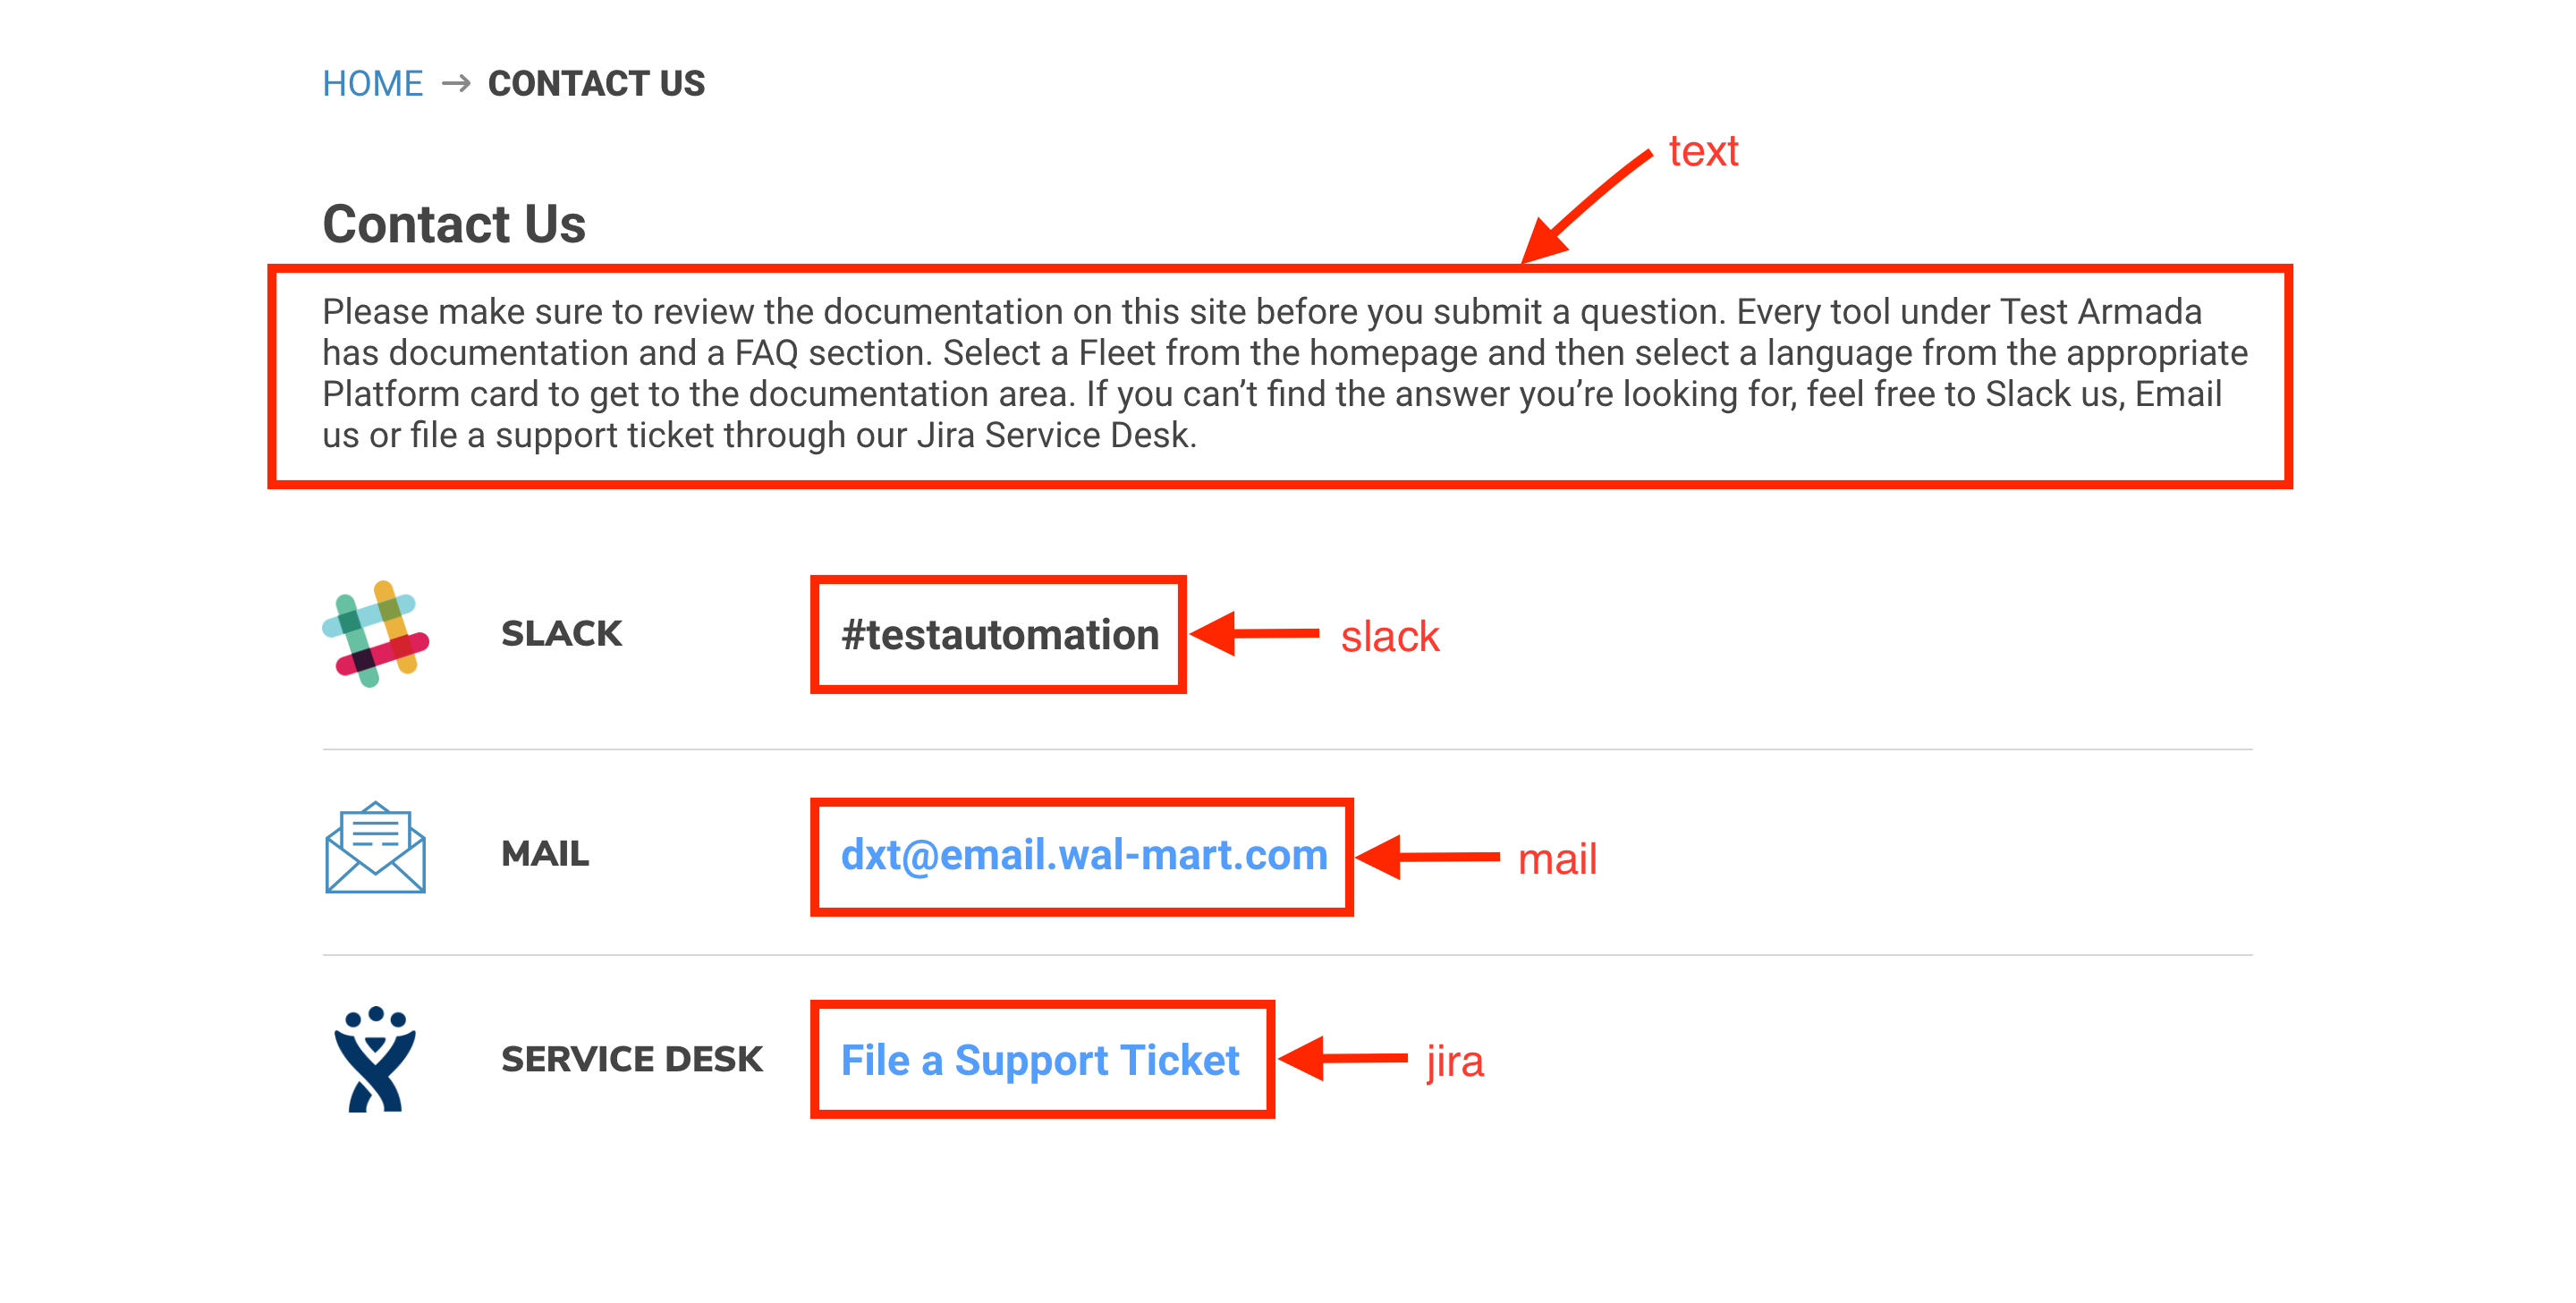 HOME → CONTACT US
text
Contact Us
Please make sure to review the documentation on this site before you submit a question. Every tool under Test Armada
has documentation and a FAQ section. Select a Fleet from the homepage and then select a language from the appropriate
Platform card to get to the documentation area. If you can’t find the answer you’re looking for, feel free to Slack us, Email
us or file a support ticket through our Jira Service Desk.
SLACK #testautomation slack
MAIL dxt@email.wal-mart.com mail
SERVICE DESK File a Support Ticket jira